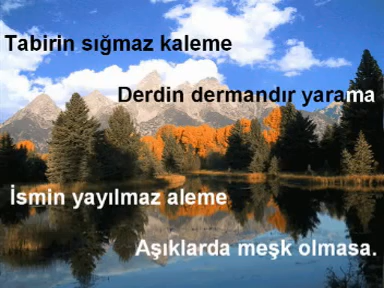 Tabirin sığmaz kaleme
Derdin dermandır yarama
İsmin yayılmaz aleme
Aşıklarda meşk olmasa.